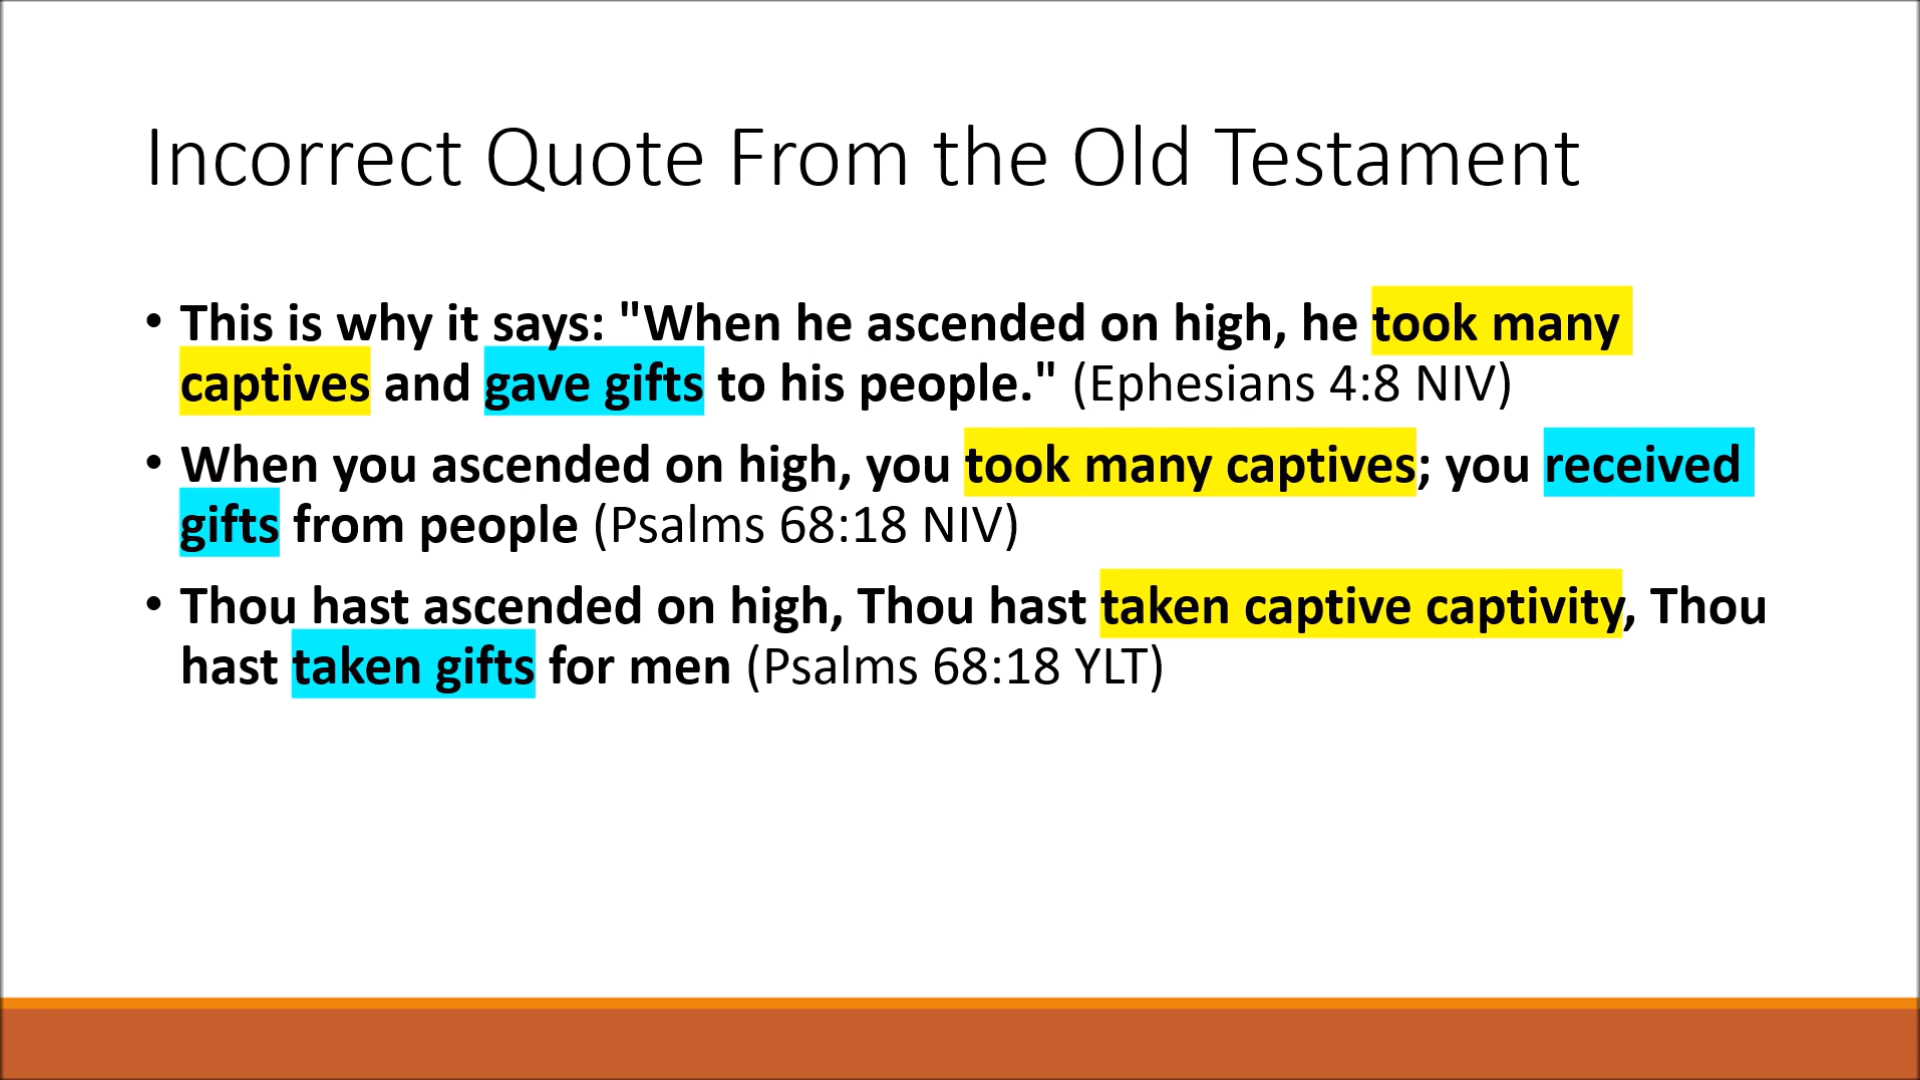 Incorrect Quote From the Old Testament
• This is why it says: "When he ascended on high, he took many
captives and gave gifts to his people." (Ephesians 4:8 NIV)
• When you ascended on high, you took many captives; you received
gifts from people (Psalms 68:18 NIV)
• Thou hast ascended on high, Thou hast taken captive captivity, Thou
hast taken gifts for men (Psalms 68:18 YLT)